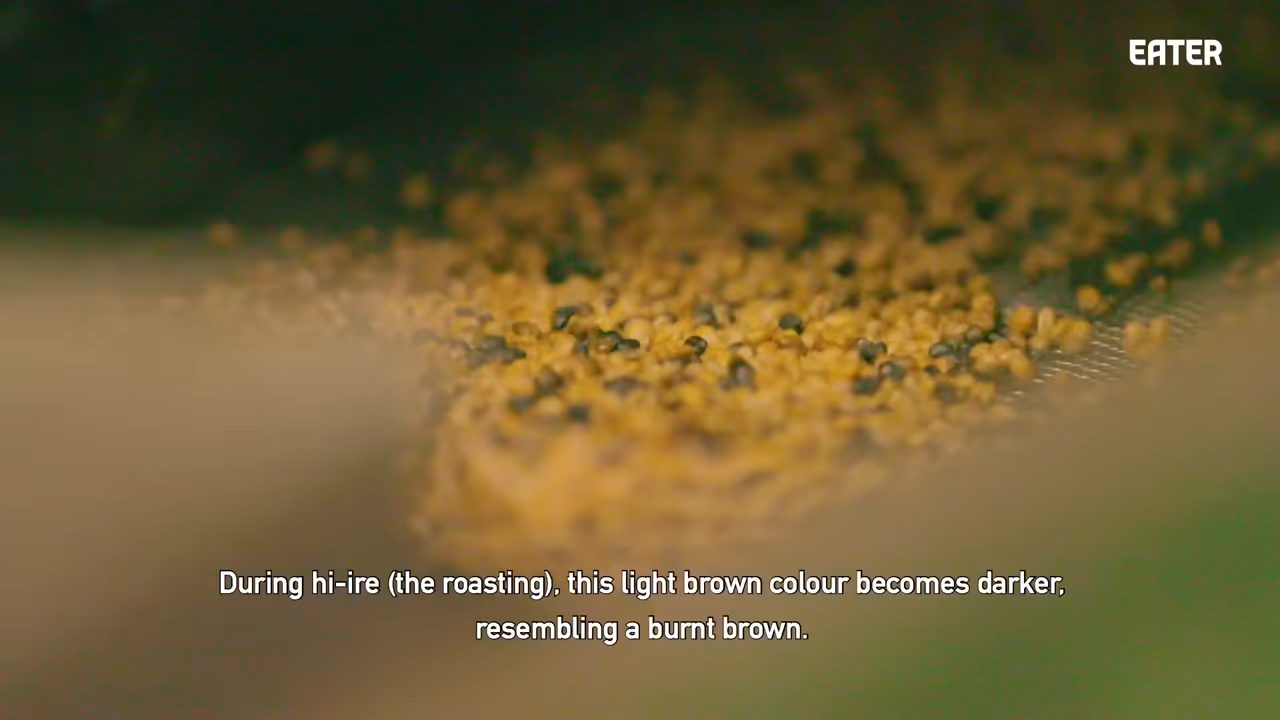 EATER
During hi-ire (the roasting), this light brown colour becomes darker,
resembling a burnt brown.